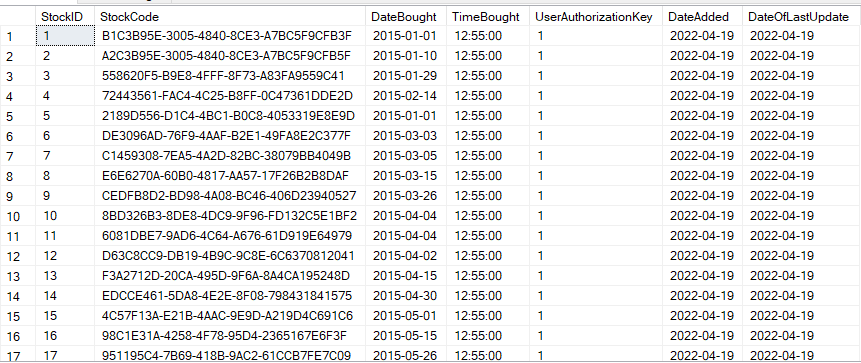 StockID StockCode DateBought TimeBought UserAuthorizationKey DateAdded DateOfLastUpdate
1 1 B1C3B95E-3005-4840-8CE3-A7BC5F9CFB3F 2015-01-01 12:55:00 1 2022-04-19 2022-04-19
2 2 A2C3B95E-3005-4840-8CE3-A7BC5F9CFB5F 2015-01-10 12:55:00 1 2022-04-19 2022-04-19
3 3 558620F5-B9E8-4FFF-8F73-A83FA9559C41 2015-01-29 12:55:00 1 2022-04-19 2022-04-19
4 4 72443561-FAC4-4C25-B8FF-0C47361DDE2D 2015-02-14 12:55:00 1 2022-04-19 2022-04-19
5 5 2189D556-D1C4-4BC1-B0C8-4053319E8E9D 2015-01-01 12:55:00 1 2022-04-19 2022-04-19
6 6 DE3096AD-76F9-4AAF-B2E1-49FA8E2C377F 2015-03-03 12:55:00 1 2022-04-19 2022-04-19
7 7 C1459308-7EA5-4A2D-82BC-38079BB4049B 2015-03-05 12:55:00 1 2022-04-19 2022-04-19
8 8 E6E6270A-60B0-4817-AA57-17F26B2B8DAF 2015-03-15 12:55:00 1 2022-04-19 2022-04-19
9 9 CEDFB8D2-BD98-4A08-BC46-406D23940527 2015-03-26 12:55:00 1 2022-04-19 2022-04-19
10 10 8BD326B3-8DE8-4DC9-9F96-FD132C5E1BF2 2015-04-04 12:55:00 1 2022-04-19 2022-04-19
11 11 6081DBE7-9AD6-4C64-A676-61D919E64979 2015-04-04 12:55:00 1 2022-04-19 2022-04-19
12 12 D63C8CC9-DB19-4B9C-9C8E-6C6370812041 2015-04-02 12:55:00 1 2022-04-19 2022-04-19
13 13 F3A2712D-20CA-495D-9F6A-8A4CA195248D 2015-04-15 12:55:00 1 2022-04-19 2022-04-19
14 14 EDCCE461-5DA8-4E2E-8F08-798431841575 2015-04-30 12:55:00 1 2022-04-19 2022-04-19
15 15 4C57F13A-E21B-4AAC-9E9D-A219D4C691C6 2015-05-01 12:55:00 1 2022-04-19 2022-04-19
16 16 98C1E31A-4258-4F78-95D4-2365167E6F3F 2015-05-15 12:55:00 1 2022-04-19 2022-04-19
17 17 951195C4-7B69-418B-9AC2-61CCB7FE7C09 2015-05-26 12:55:00 1 2022-04-19 2022-04-19